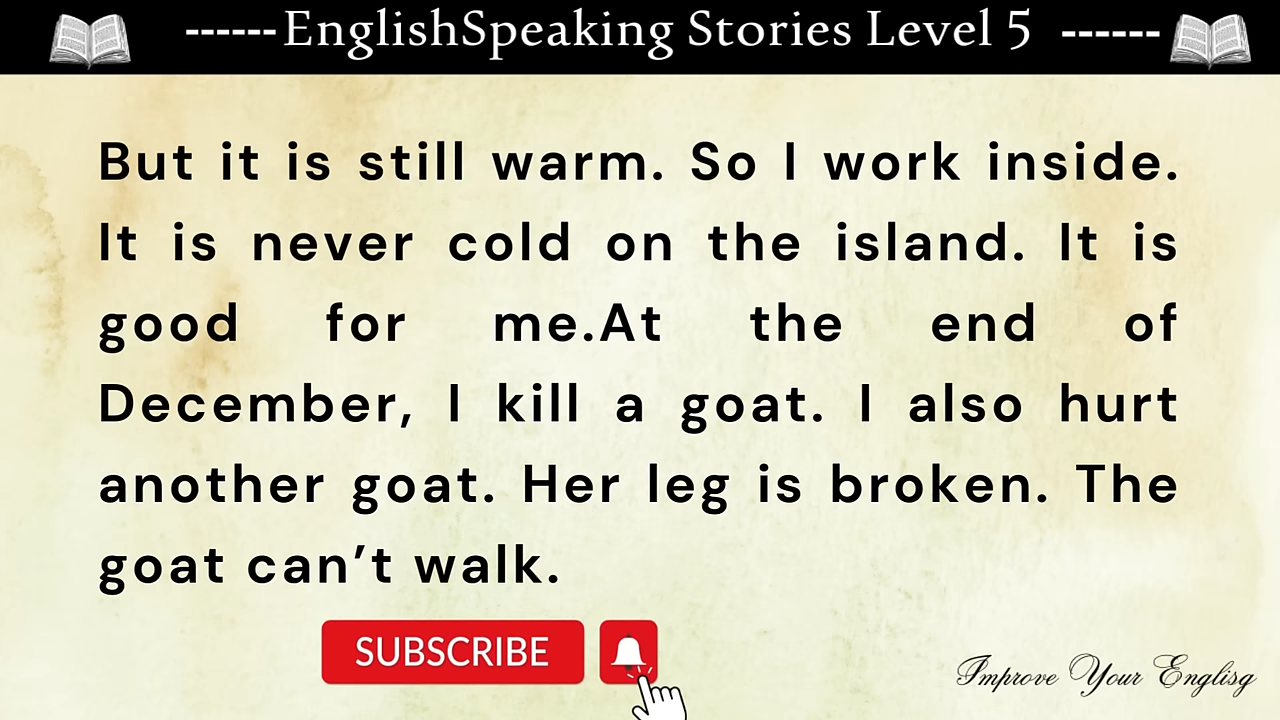 ------EnglishSpeaking Stories Level 5 ------
But it is still warm. So I work inside.
It is never cold on the island. It is
good for me.At the end of
December, I kill a goat. I also hurt
another goat. Her leg is broken. The
goat can’t walk.
SUBSCRIBE
Improve Your Englisg